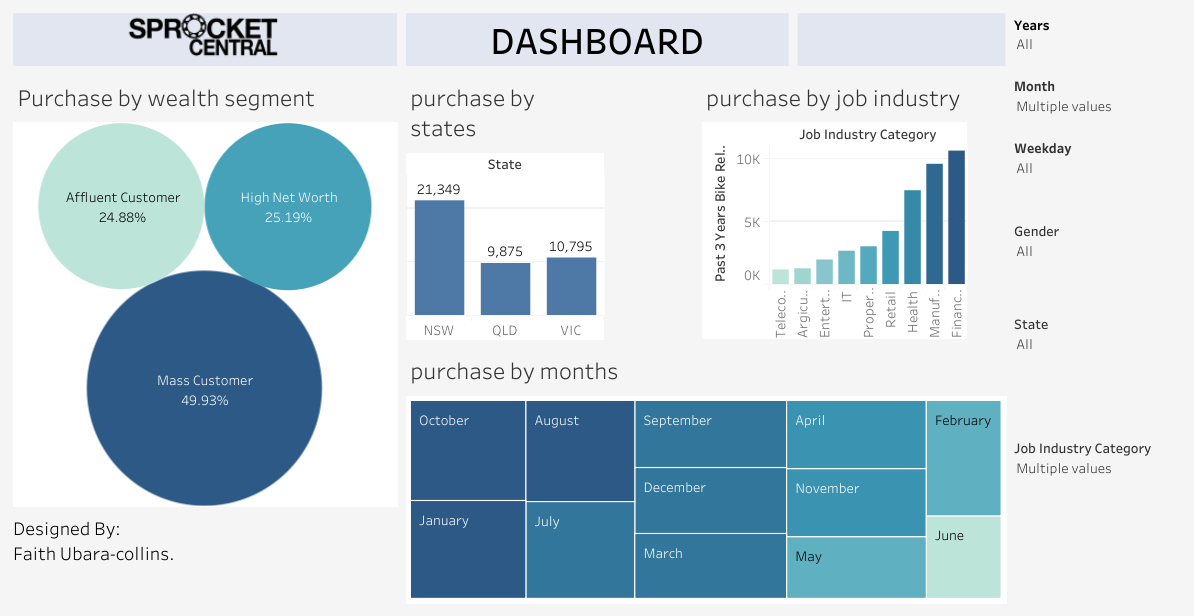 SPROCKET
CENTRAL
DASHBOARD
Purchase by wealth segment
Affluent Customer
24.88%
High Net Worth
25.19%
Mass Customer
49.93%
Designed By:
Faith Ubara-collins.
purchase by
states
State
21,349
9,875
10,795
NSW
QLD
VIC
purchase by job industry
Job Industry Category
Past 3 Years Bike Rel..
10K
5K
0K
Teleco..
Argicu..
Entert..
IT
Proper..
Retail
Health
Manuf..
Financ..
purchase by months
October
August
September
April
February
December
November
January
July
March
May
June
Years
All
Month
Multiple values
Weekday
All
Gender
All
State
All
Job Industry Category
Multiple values